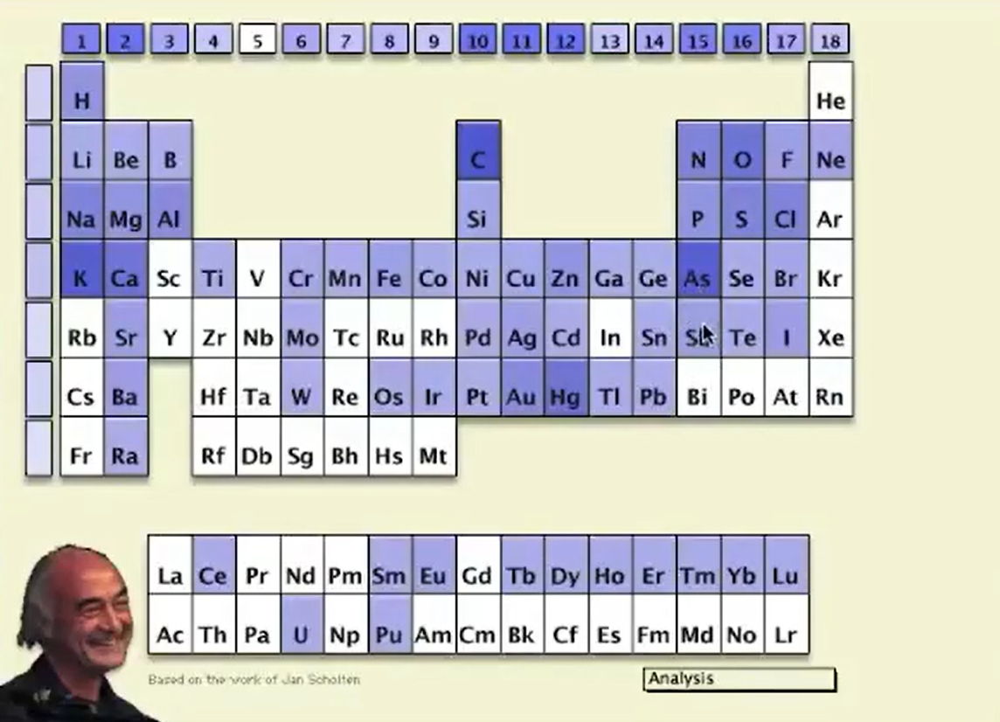 1 2 3 4 5 6 7 8 9 10 11 12 13 14 15 16 17 18
H He
Li Be B C N O F Ne
Na Mg Al Si P S Cl Ar
K Ca Sc Ti V Cr Mn Fe Co Ni Cu Zn Ga Ge As Se Br Kr
Rb Sr Y Zr Nb Mo Tc Ru Rh Pd Ag Cd In Sn Sb Te I Xe
Cs Ba Hf Ta W Re Os Ir Pt Au Hg Tl Pb Bi Po At Rn
Fr Ra Rf Db Sg Bh Hs Mt
La Ce Pr Nd Pm Sm Eu Gd Tb Dy Ho Er Tm Yb Lu
Ac Th Pa U Np Pu Am Cm Bk Cf Es Fm Md No Lr
Based on the work of Jan Scholten
Analysis